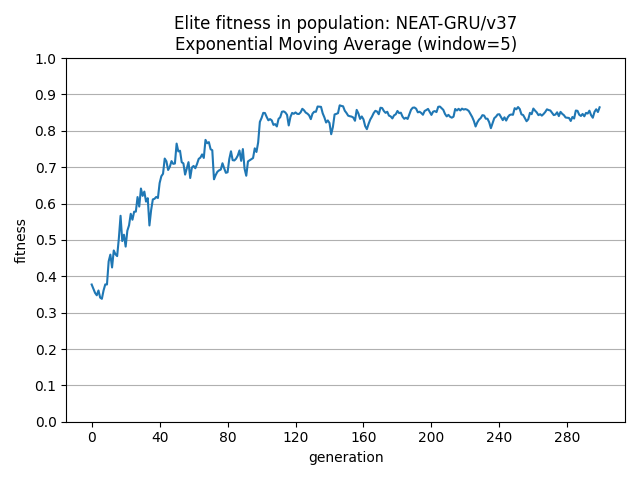 Elite fitness in population: NEAT-GRU/v37
Exponential Moving Average (window=5)
1.0
0.9
0.8
0.7
0.6
0.5
0.4
0.3
0.2
0.1
0.0
fitness
0 40 80 120 160 200 240 280
generation